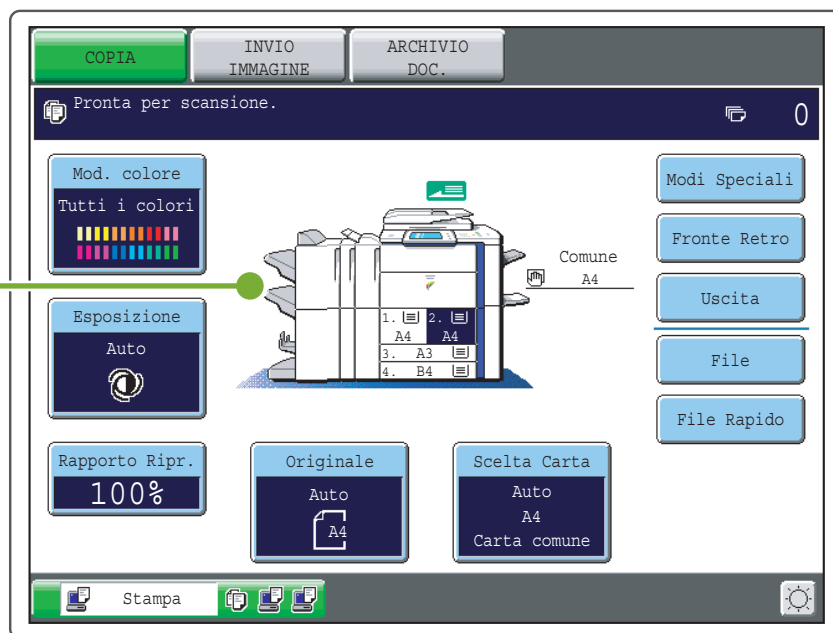 COPIA
INVIO
IMMAGINE
ARCHIVIO
DOC.
Pronta per scansione.
0
Mod. colore
Tutti i colori
Esposizione
Auto
Rapporto Ripr.
100%
Comune
A4
1.
2.
A4
A4
3. A3
4. B4
Originale
Auto
A4
Scelta Carta
Auto
A4
Carta comune
Modi Speciali
Fronte Retro
Uscita
File
File Rapido
Stampa